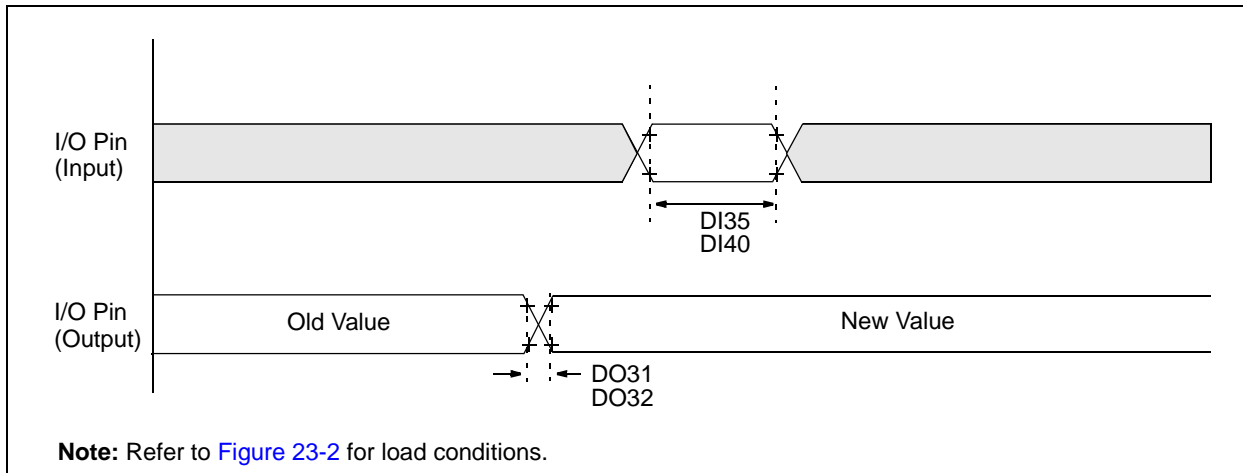 I/O Pin
(Input)
DI35
DI40
I/O Pin
(Output)
Old Value
New Value
DO31
DO32
Note: Refer to Figure 23-2 for load conditions.